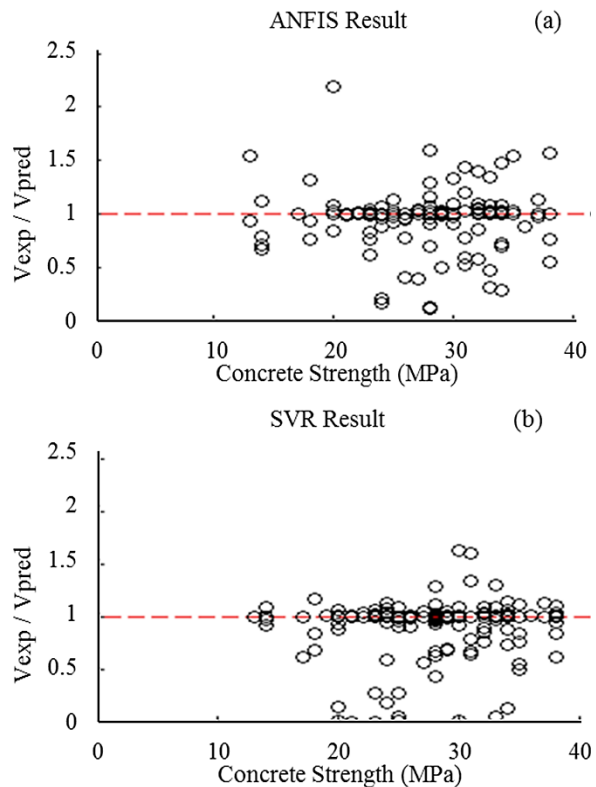 ANFIS Result (a)
2.5
2
1.5
1
0.5
0
Vexp / Vpred
0 10 20 30 40
Concrete Strength (MPa)
SVR Result (b)
2.5
2
1.5
1
0.5
0
Vexp / Vpred
0 10 20 30 40
Concrete Strength (MPa)